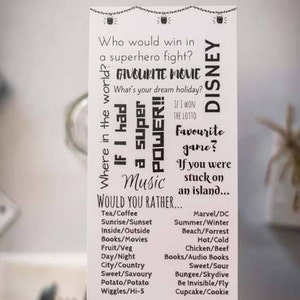 Who would win in
a superhero fight?
Where in the world?
FAVOURITE MOVIE
DISNEY
What's your dream holiday?
IF I had
a super
POWER!!
IF I WON
THE LOTTO
Favourite
game?
If you were
stuck on
an island...
Music
WOULD YOU RATHER...
Tea/Coffee
Sunrise/Sunset
Inside/Outside
Books/Movies
Fruit/Veg
Day/Night
City/Country
Sweet/Savoury
Potato/Potato
Wiggles/Hi-5
Marvel/DC
Summer/Winter
Beach/Forrest
Hot/Cold
Chicken/Beef
Books/Audio Books
Sweet/Sour
Bungee/Skydive
Be Invisible/Fly
Cupcake/Cookie